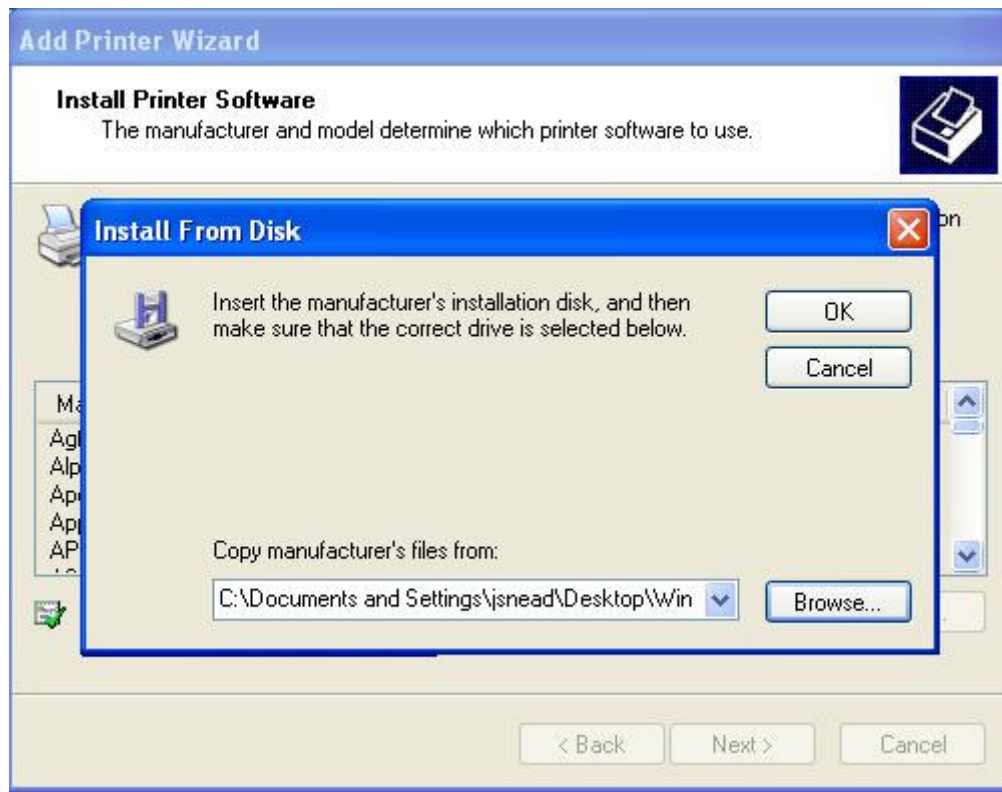 Add Printer Wizard
Install Printer Software
The manufacturer and model determine which printer software to use.
Install From Disk
Insert the manufacturer's installation disk, and then
make sure that the correct drive is selected below.
OK
Cancel
Copy manufacturer's files from:
C:\Documents and Settings\jsnead\Desktop\Win
Browse...
< Back
Next >
Cancel